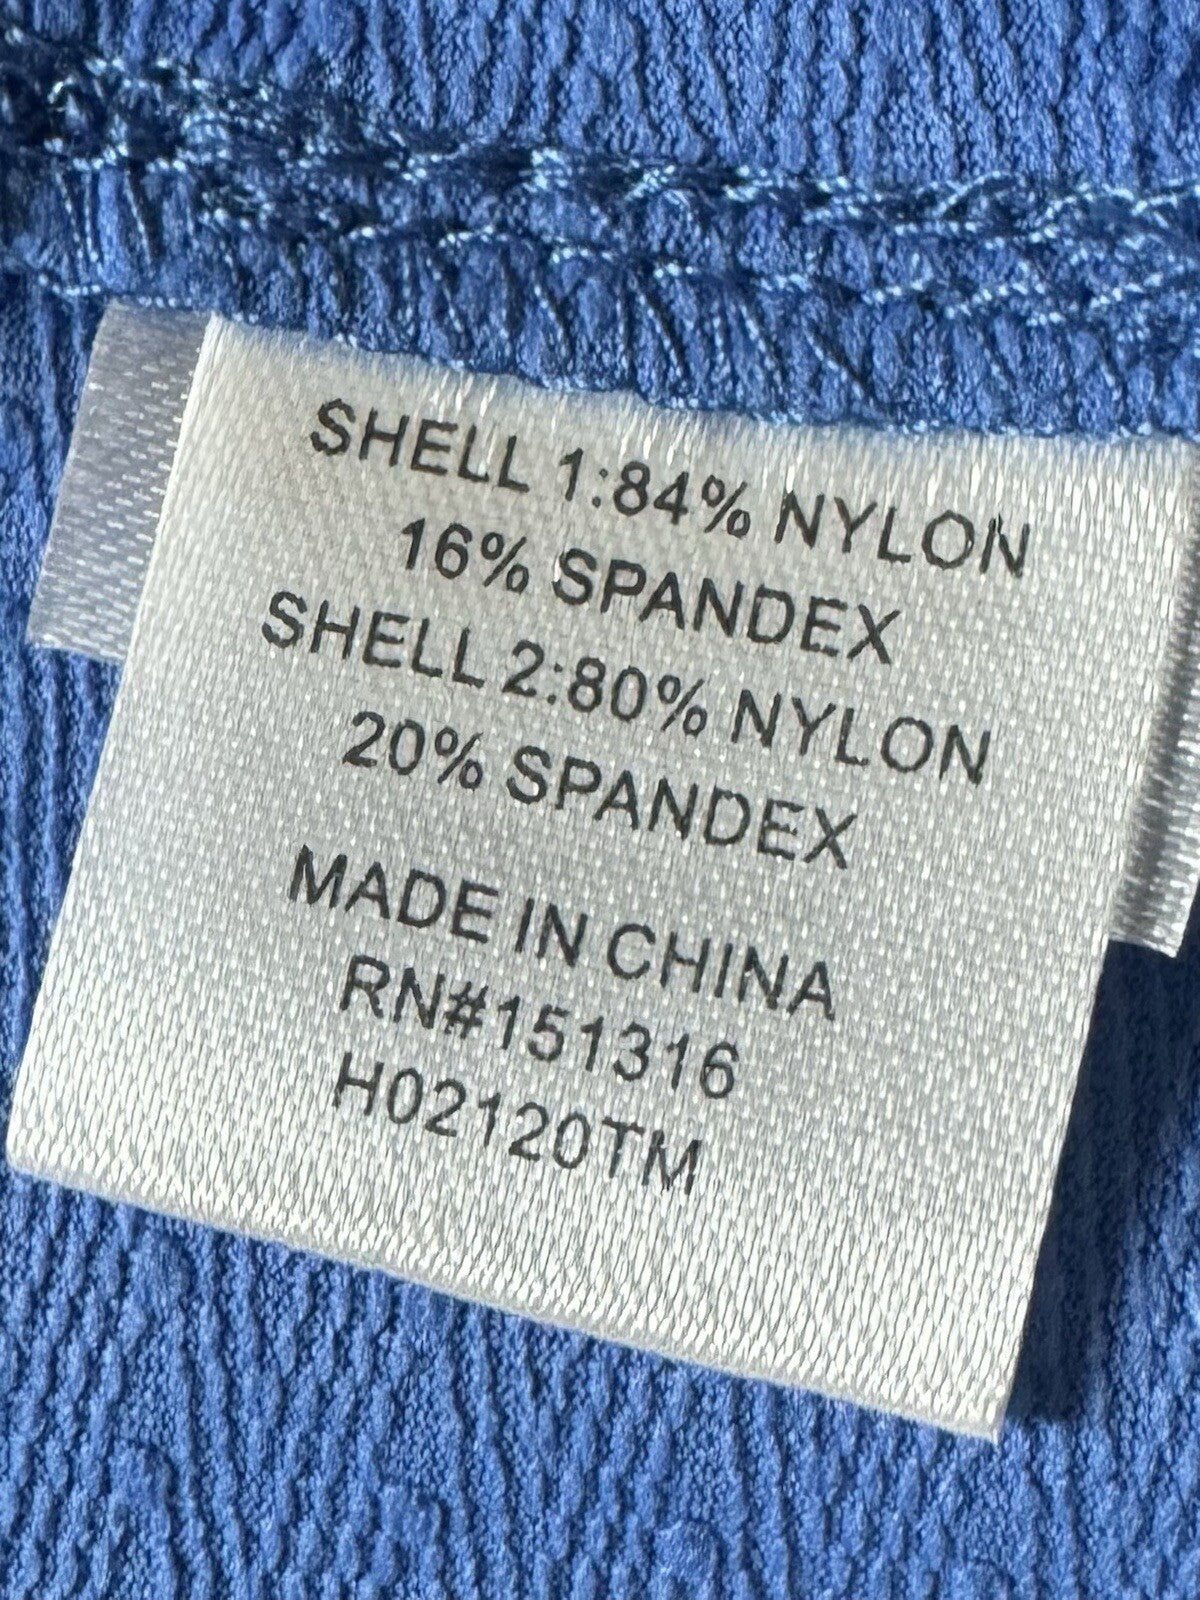 SHELL 1:84% NYLON
16% SPANDEX
SHELL 2:80% NYLON
20% SPANDEX
MADE IN CHINA
RN#151316
H02120TM